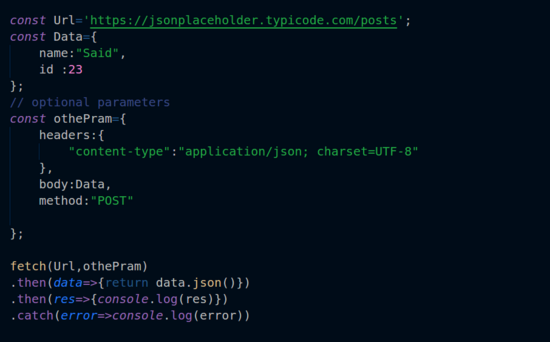 const Url='https://jsonplaceholder.typicode.com/posts';
const Data={
    name:"Said",
    id :23
};
// optional parameters
const othePram={
    headers:{
        "content-type":"application/json; charset=UTF-8"
    },
    body:Data,
    method:"POST"
};
fetch(Url,othePram)
.then(data=>{return data.json()})
.then(res=>{console.log(res)})
.catch(error=>console.log(error))